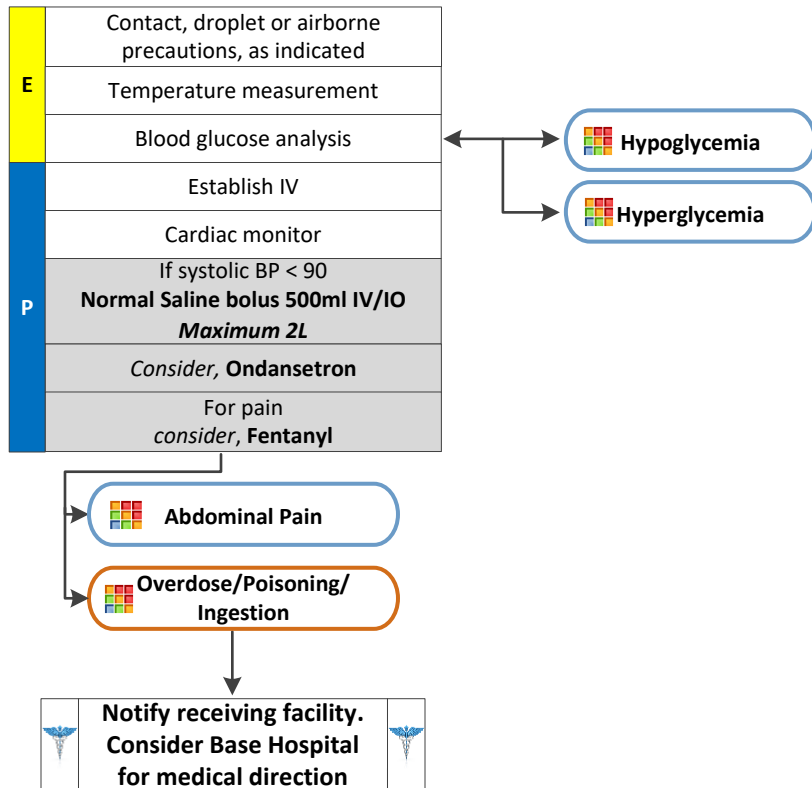 E
Contact, droplet or airborne
precautions, as indicated
Temperature measurement
Blood glucose analysis
Hypoglycemia
Hyperglycemia
P
Establish IV
Cardiac monitor
If systolic BP < 90
Normal Saline bolus 500ml IV/IO
Maximum 2L
Consider, Ondansetron
For pain
consider, Fentanyl
Abdominal Pain
Overdose/Poisoning/
Ingestion
Notify receiving facility.
Consider Base Hospital
for medical direction